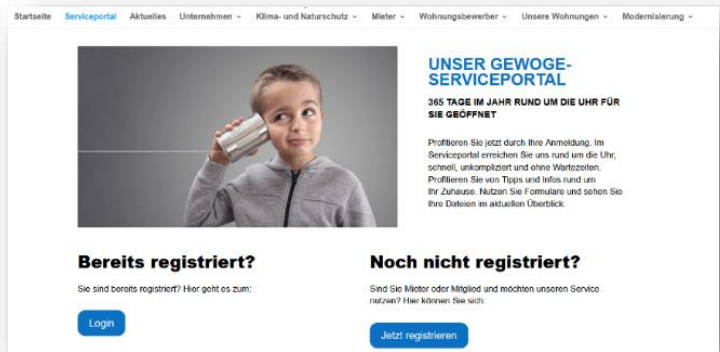 Startseite Serviceportal Aktuelles Unternehmen Klima- und Naturschutz Mieter Wohnungsbewerber Unsere Wohnungen Modernisierung
UNSER GEWOGE-
SERVICEPORTAL
365 TAGE IM JAHR RUND UM DIE UHR FÜR
SIE GEÖFFNET
Profitieren Sie jetzt durch Ihre Anmeldung. Im
Serviceportal erreichen Sie uns rund um die Uhr,
schnell, unkompliziert und ohne Wartezeiten.
Profitieren Sie von Tipps und Infos rund um
Ihr Zuhause. Nutzen Sie Formulare und sehen Sie
Ihre Dateien im aktuellen Überblick.
Bereits registriert?
Sie sind bereits registriert? Hier geht es zum:
Login
Noch nicht registriert?
Sind Sie Mieter oder Mitglied und möchten unseren Service
nutzen? Hier können Sie sich:
Jetzt registrieren